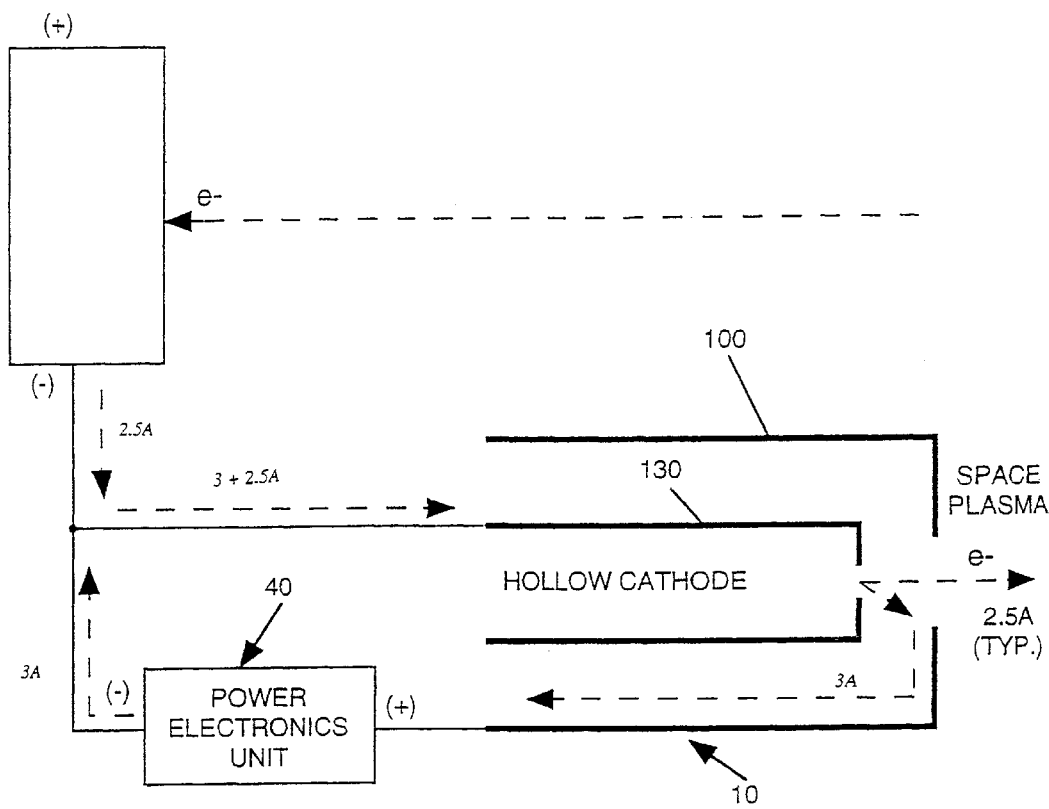 (+)
e-
100
(-)
2.5A
3 + 2.5A
130
SPACE
PLASMA
HOLLOW CATHODE
e-
2.5A
(TYP.)
40
3A
3A
(-)
POWER
ELECTRONICS
UNIT
(+)
10